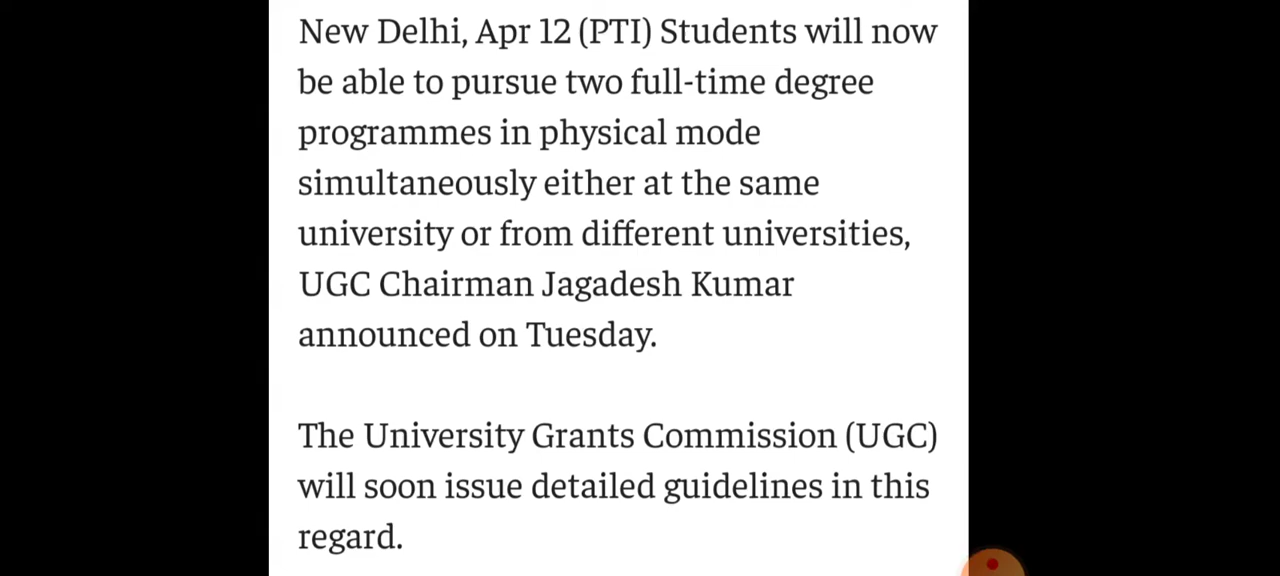 New Delhi, Apr 12 (PTI) Students will now
be able to pursue two full-time degree
programmes in physical mode
simultaneously either at the same
university or from different universities,
UGC Chairman Jagadesh Kumar
announced on Tuesday.
The University Grants Commission (UGC)
will soon issue detailed guidelines in this
regard.